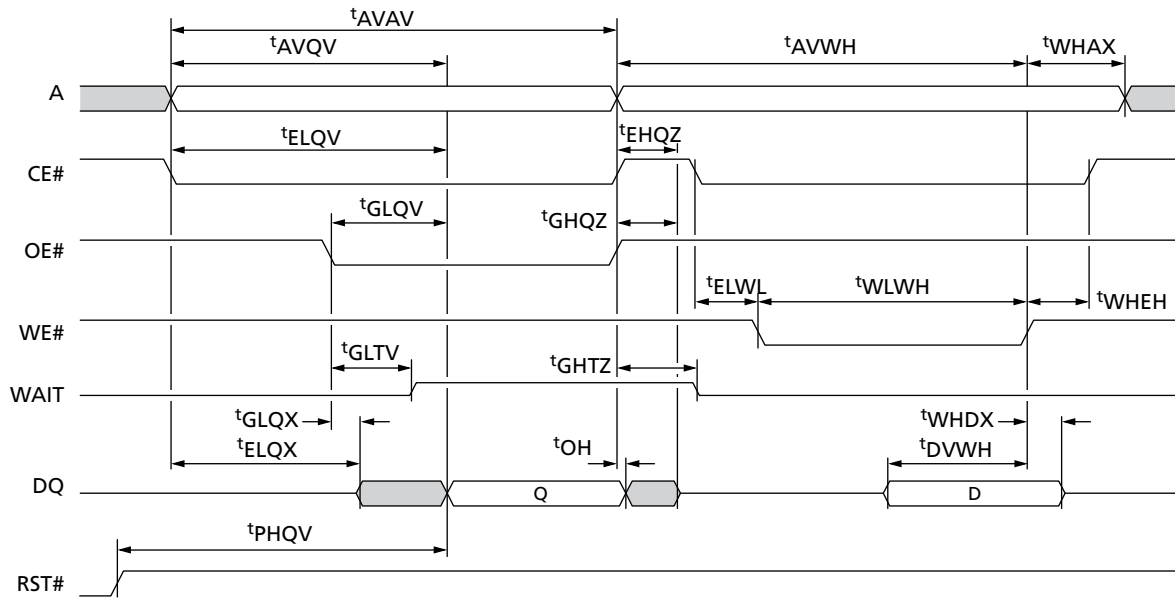 tAVAV
tAVQV
tAVWH
tWHAX
A
tELQV
tEHQZ
CE#
tGLQV
tGHQZ
OE#
tELWL
tWLWH
tWHEH
WE#
tGLTV
tGHTZ
WAIT
tGLQX
tWHDX
tELQX
tOH
tDVWH
DQ
Q
D
tPHQV
RST#